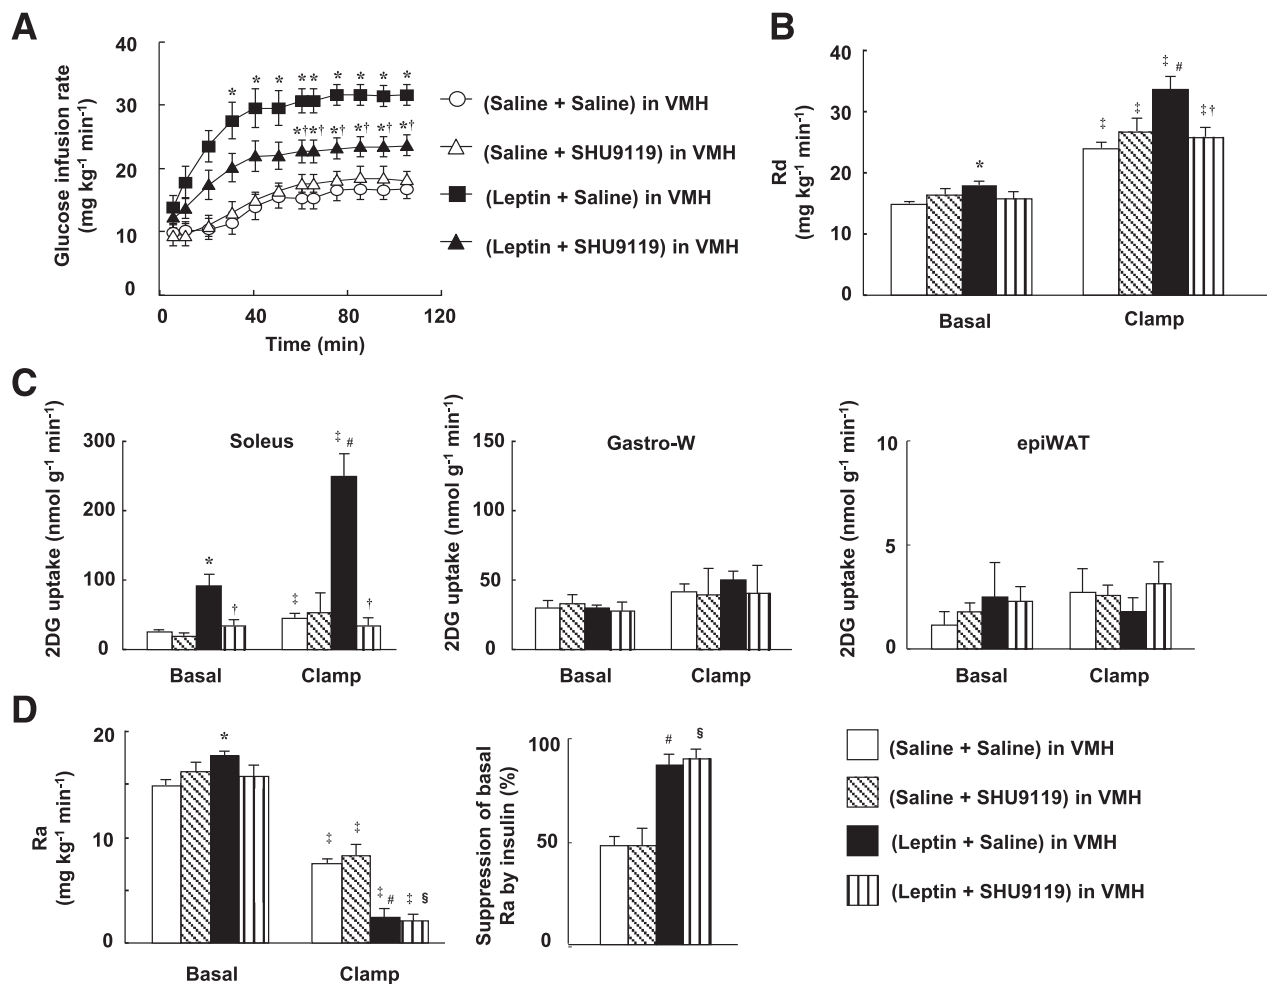 A
Glucose infusion rate
(mg kg-1 min-1)
40
30
20
10
0
* * * ** * * * *
*†*† *† *† *† *†
0 40 80 120
Time (min)
(Saline + Saline) in VMH
(Saline + SHU9119) in VMH
(Leptin + Saline) in VMH
(Leptin + SHU9119) in VMH
B
Rd
(mg kg-1 min-1)
40
30
20
10
0
*
‡ ‡ ‡ # ‡ †
Basal Clamp
C
2DG uptake (nmol g-1 min-1)
300
200
100
0
Soleus
* † ‡ ‡ # †
Basal Clamp
2DG uptake (nmol g-1 min-1)
150
100
50
0
Gastro-W
Basal Clamp
2DG uptake (nmol g-1 min-1)
10
5
0
epiWAT
Basal Clamp
D
Ra
(mg kg-1 min-1)
20
10
0
*
‡ ‡ ‡ # ‡ §
Basal Clamp
Suppression of basal
Ra by insulin (%)
100
50
0
# §
(Saline + Saline) in VMH
(Saline + SHU9119) in VMH
(Leptin + Saline) in VMH
(Leptin + SHU9119) in VMH